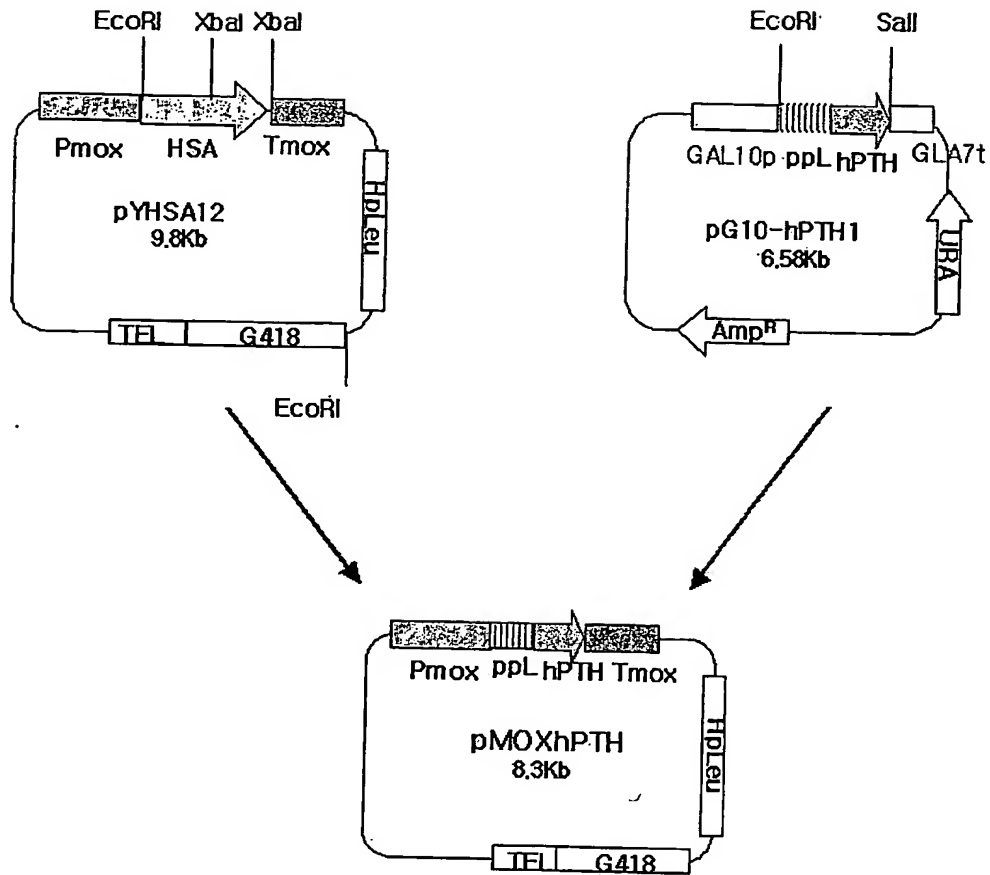 EcoRI XbaI XbaI
Pmox HSA Tmox
pYHSA12
9.8Kb
HpLeu
TEL G418
EcoRI
EcoRI SalI
GAL10p ppL hPTH GLA7t
pG10-hPTH1
6.58Kb
URA
AmpR
Pmox ppL hPTH Tmox
pMOXhPTH
8.3Kb
HpLeu
TEL G418